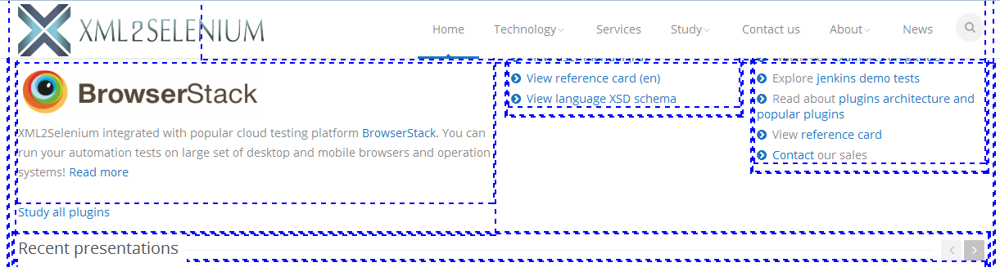 XML2SELENIUM
Home Technology Services Study Contact us About News
BrowserStack
XML2Selenium integrated with popular cloud testing platform BrowserStack. You can
run your automation tests on large set of desktop and mobile browsers and operation
systems! Read more
Study all plugins
View reference card (en)
View language XSD schema
Explore jenkins demo tests
Read about plugins architecture and
popular plugins
View reference card
Contact our sales
Recent presentations